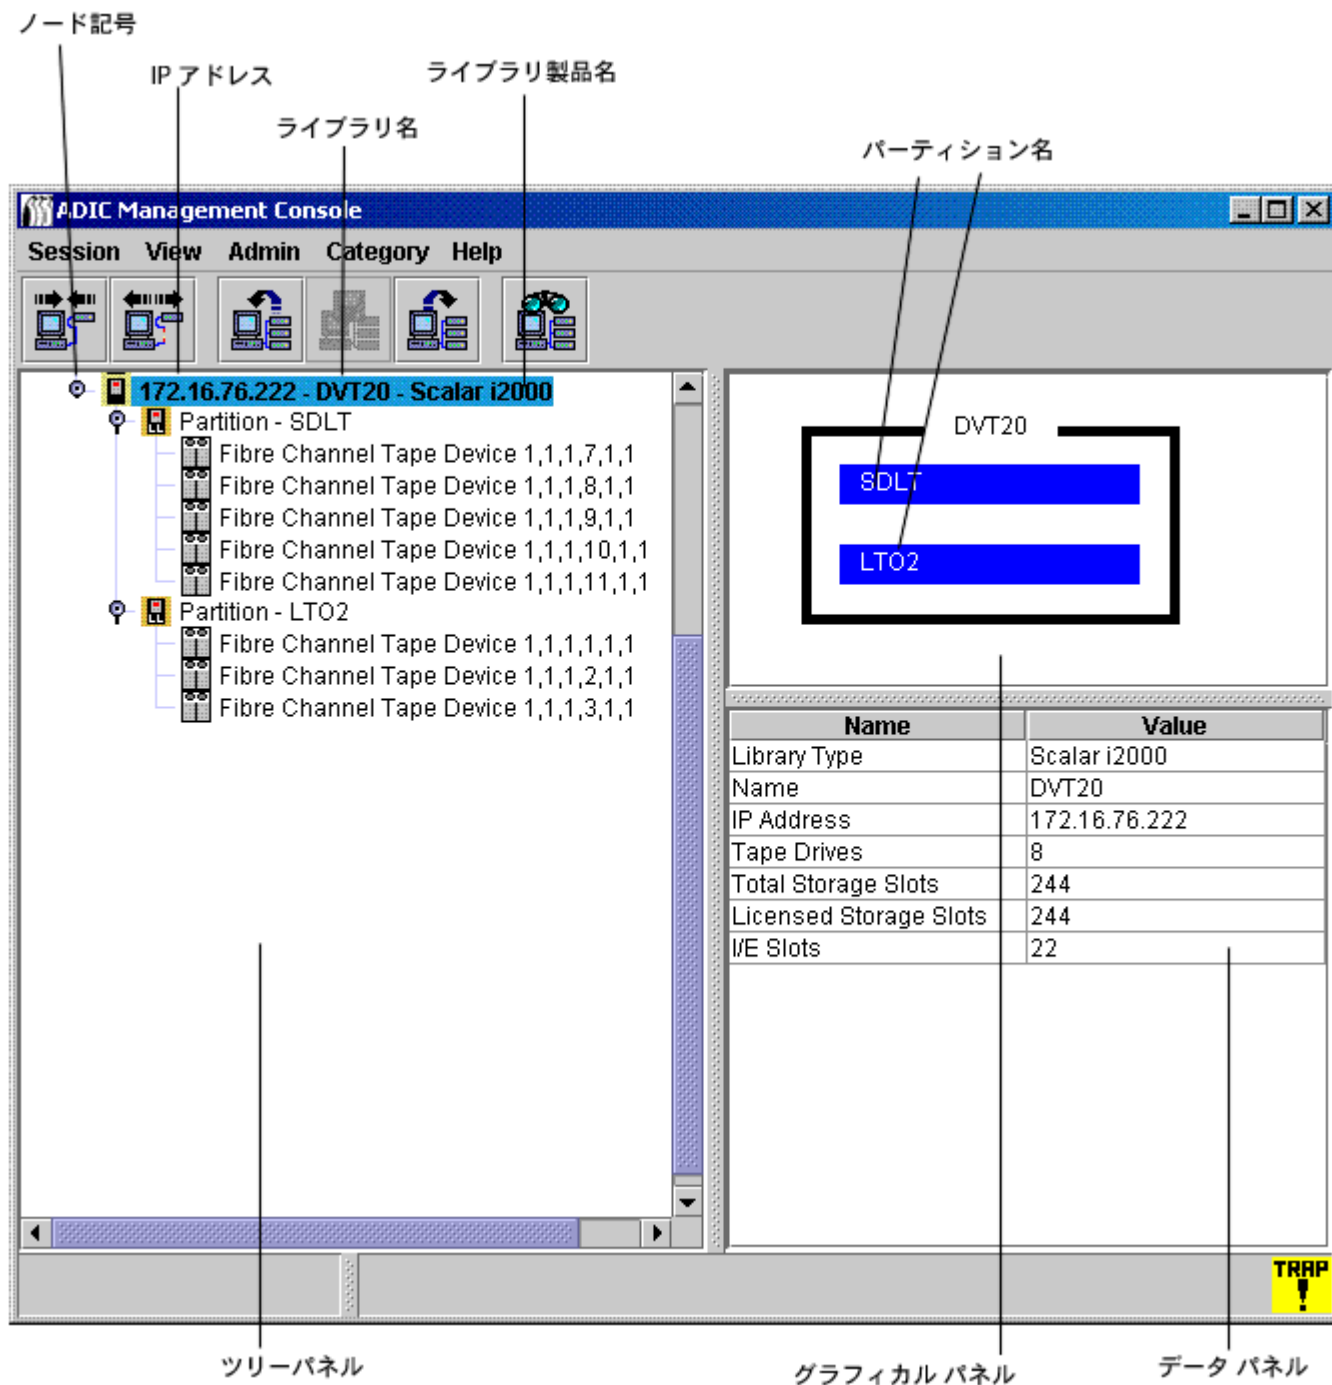 ノード記号
IP アドレス
ライブラリ製品名
ライブラリ名
パーティション名
ADIC Management Console
Session View Admin Category Help
172.16.76.222 - DVT20 - Scalar i2000
Partition - SDLT
Fibre Channel Tape Device 1,1,1,7,1,1
Fibre Channel Tape Device 1,1,1,8,1,1
Fibre Channel Tape Device 1,1,1,9,1,1
Fibre Channel Tape Device 1,1,1,10,1,1
Fibre Channel Tape Device 1,1,1,11,1,1
Partition - LTO2
Fibre Channel Tape Device 1,1,1,1,1,1
Fibre Channel Tape Device 1,1,1,2,1,1
Fibre Channel Tape Device 1,1,1,3,1,1
DVT20
SDLT
LTO2
Name Value
Library Type Scalar i2000
Name DVT20
IP Address 172.16.76.222
Tape Drives 8
Total Storage Slots 244
Licensed Storage Slots 244
I/E Slots 22
TRAP
ツリーパネル
グラフィカル パネル
データ パネル